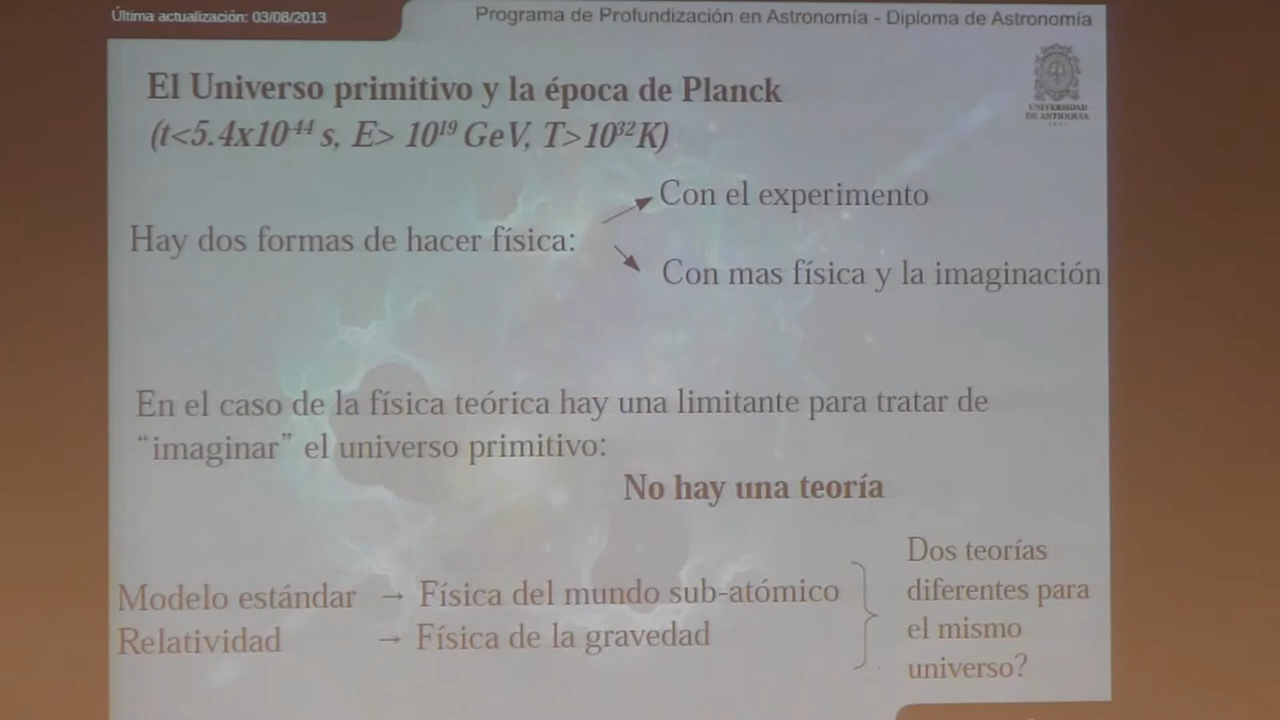 Última actualización: 03/08/2013
Programa de Profundización en Astronomía - Diploma de Astronomía
UNIVERSIDAD
DE ANTIOQUIA
El Universo primitivo y la época de Planck
(t<5.4x10⁻⁴⁴ s, E> 10¹⁹ GeV, T>10³²K)
Con el experimento
Hay dos formas de hacer física:
Con mas física y la imaginación
En el caso de la física teórica hay una limitante para tratar de
“imaginar” el universo primitivo:
No hay una teoría
Modelo estándar → Física del mundo sub-atómico
Relatividad → Física de la gravedad
Dos teorías
diferentes para
el mismo
universo?